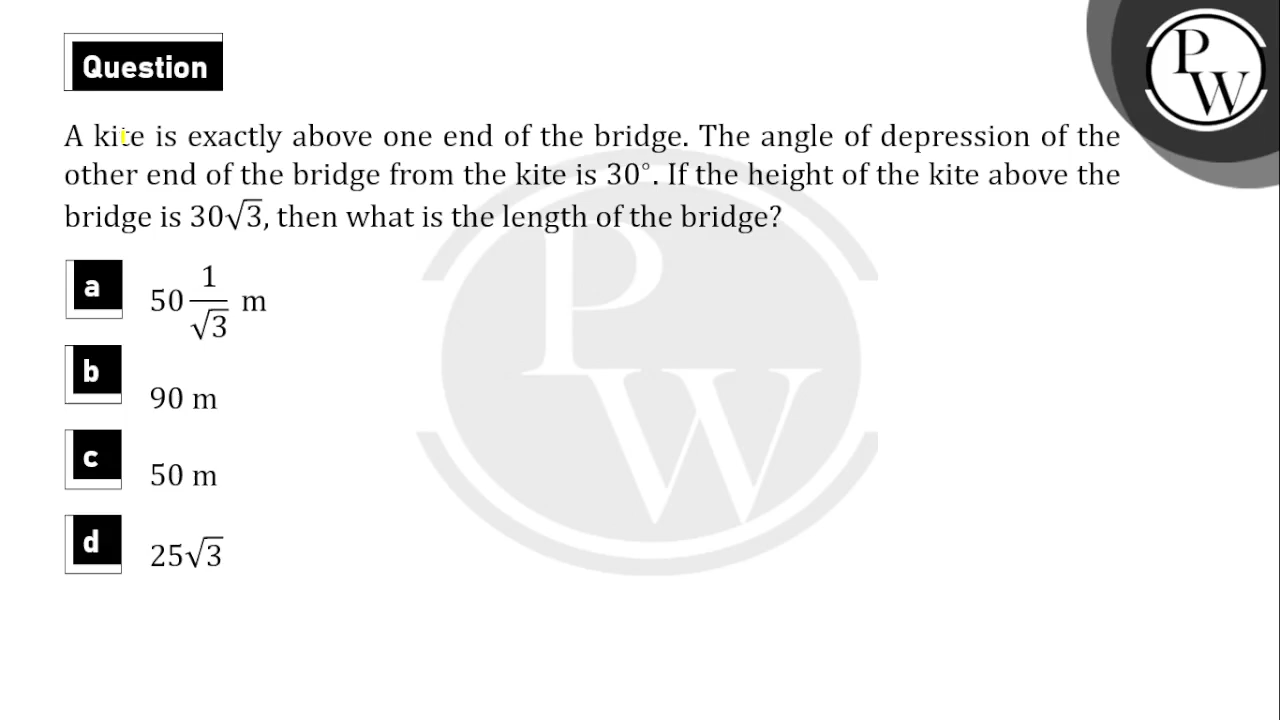 Question
PW
A kite is exactly above one end of the bridge. The angle of depression of the
other end of the bridge from the kite is 30°. If the height of the kite above the
bridge is 30√3, then what is the length of the bridge?
a 50 1/√3 m
b 90 m
c 50 m
d 25√3
PW